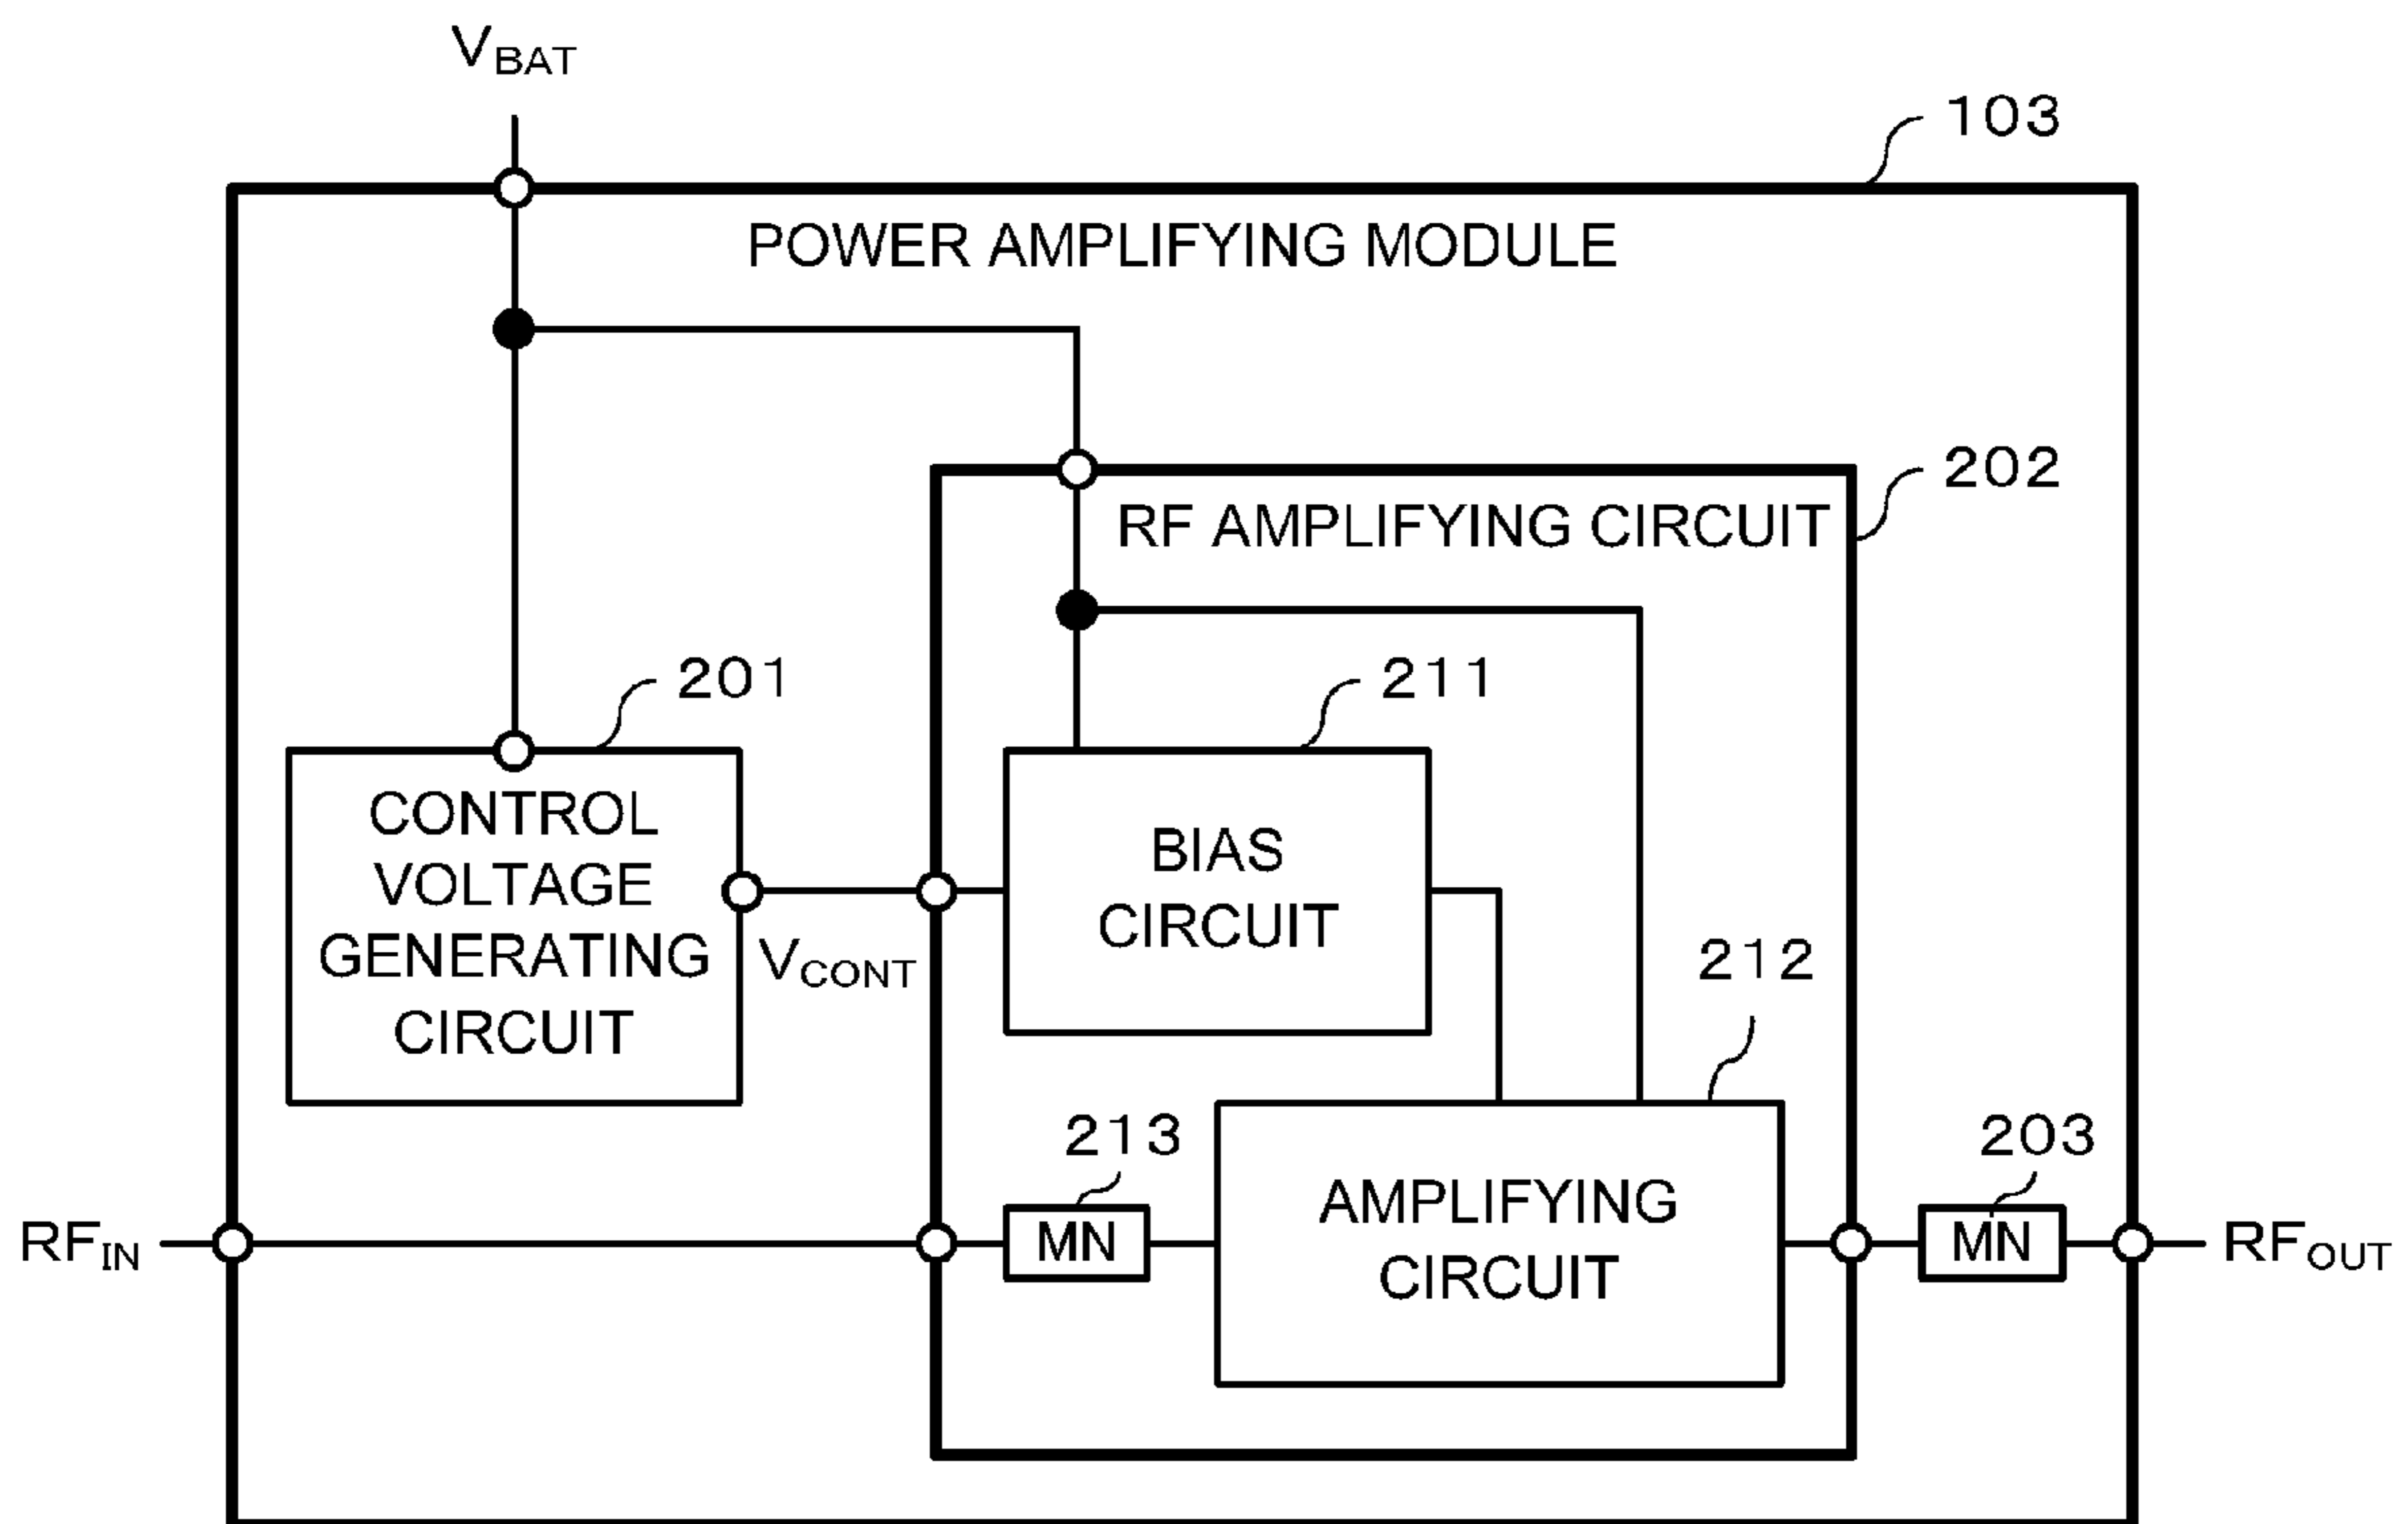 VBAT
103
POWER AMPLIFYING MODULE
202
RF AMPLIFYING CIRCUIT
201
211
CONTROL
VOLTAGE
GENERATING
CIRCUIT
BIAS
CIRCUIT
VCONT
212
213
203
RFIN
MN
AMPLIFYING
CIRCUIT
MN
RFOUT